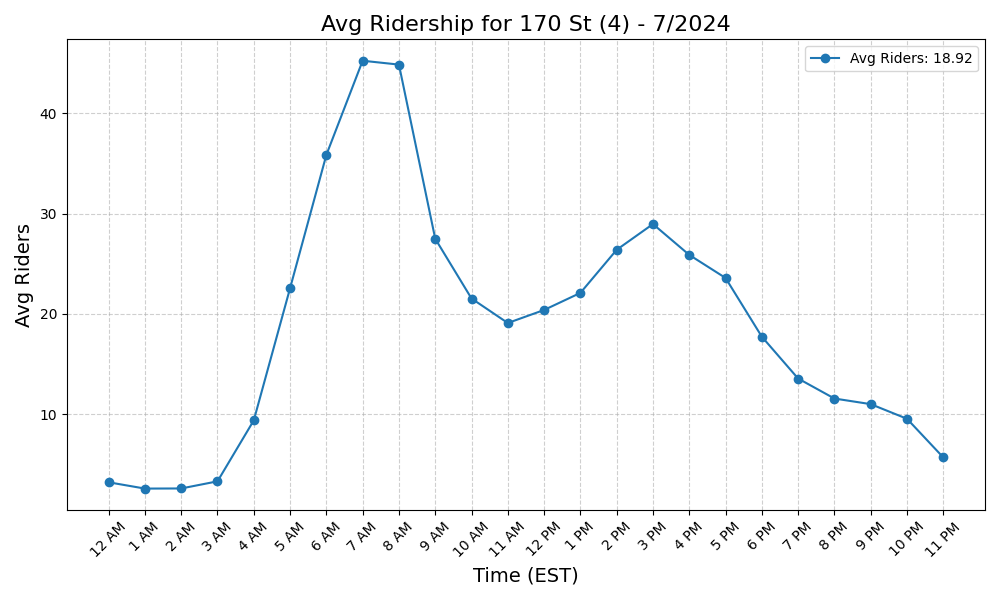 Avg Ridership for 170 St (4) - 7/2024
Avg Riders: 18.92
Avg Riders
40
30
20
10
12 AM
1 AM
2 AM
3 AM
4 AM
5 AM
6 AM
7 AM
8 AM
9 AM
10 AM
11 AM
12 PM
1 PM
2 PM
3 PM
4 PM
5 PM
6 PM
7 PM
8 PM
9 PM
10 PM
11 PM
Time (EST)